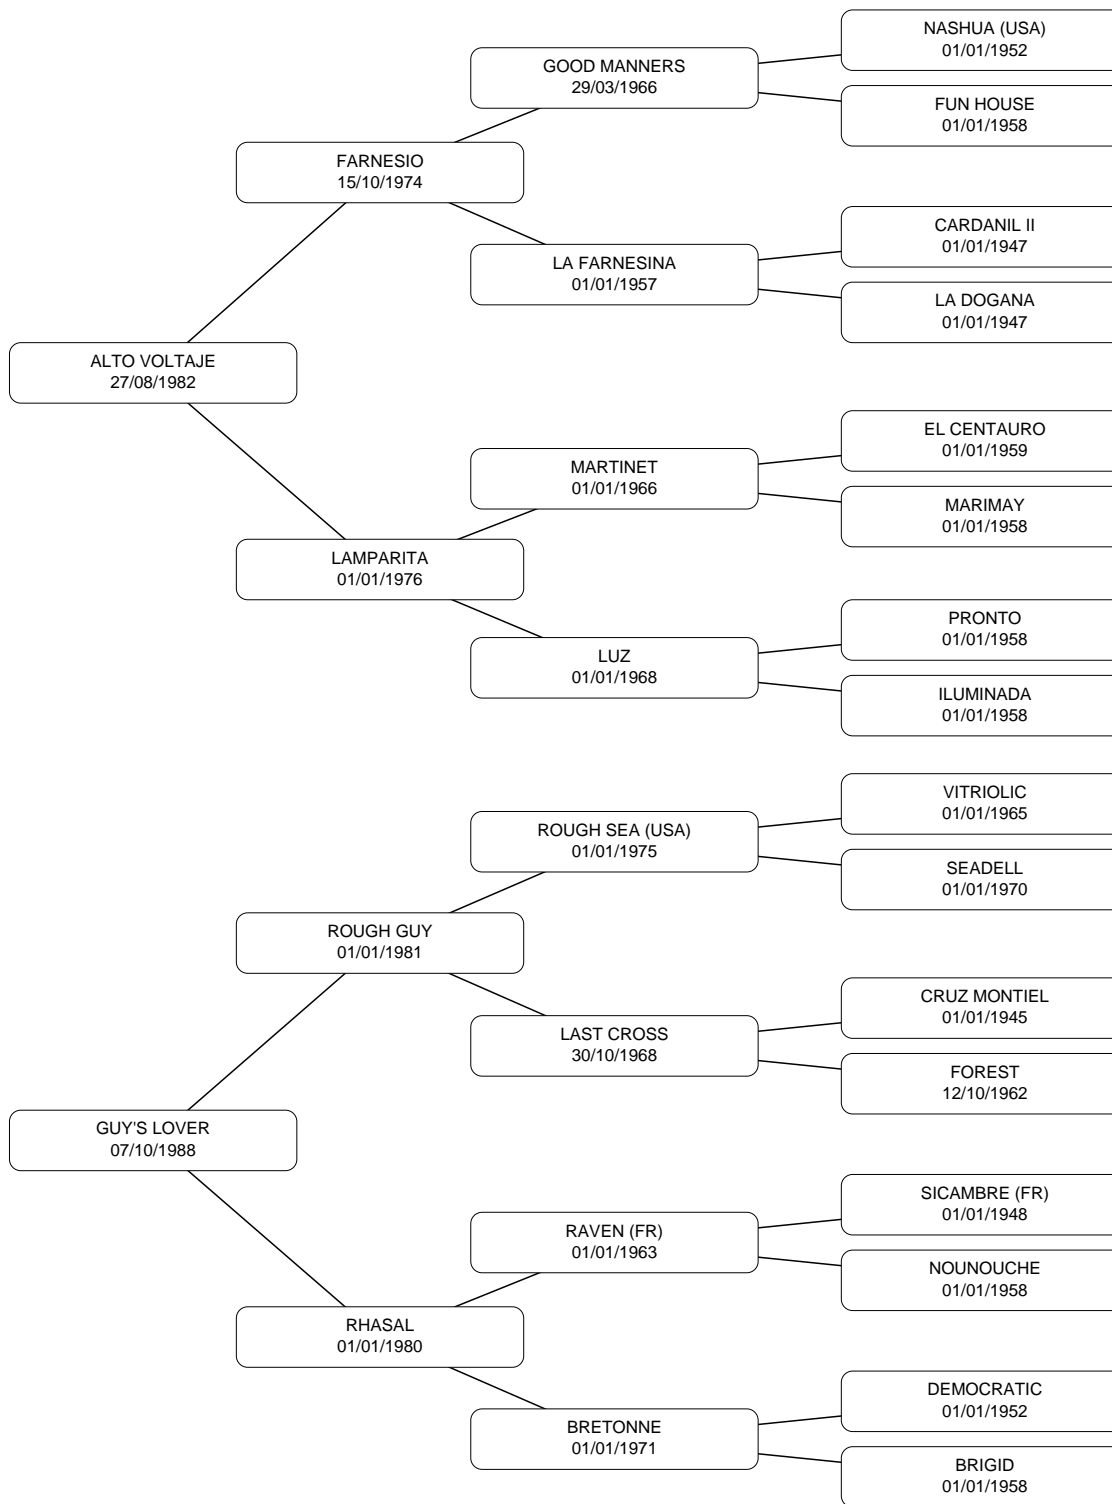 NASHUA (USA)
01/01/1952
GOOD MANNERS
29/03/1966
FUN HOUSE
01/01/1958
FARNESIO
15/10/1974
CARDANIL II
01/01/1947
LA FARNESINA
01/01/1957
LA DOGANA
01/01/1947
ALTO VOLTAJE
27/08/1982
EL CENTAURO
01/01/1959
MARTINET
01/01/1966
MARIMAY
01/01/1958
LAMPARITA
01/01/1976
PRONTO
01/01/1958
LUZ
01/01/1968
ILUMINADA
01/01/1958
VITRIOLIC
01/01/1965
ROUGH SEA (USA)
01/01/1975
SEADELL
01/01/1970
ROUGH GUY
01/01/1981
CRUZ MONTIEL
01/01/1945
LAST CROSS
30/10/1968
FOREST
12/10/1962
GUY'S LOVER
07/10/1988
SICAMBRE (FR)
01/01/1948
RAVEN (FR)
01/01/1963
NOUNOUCHE
01/01/1958
RHASAL
01/01/1980
DEMOCRATIC
01/01/1952
BRETONNE
01/01/1971
BRIGID
01/01/1958